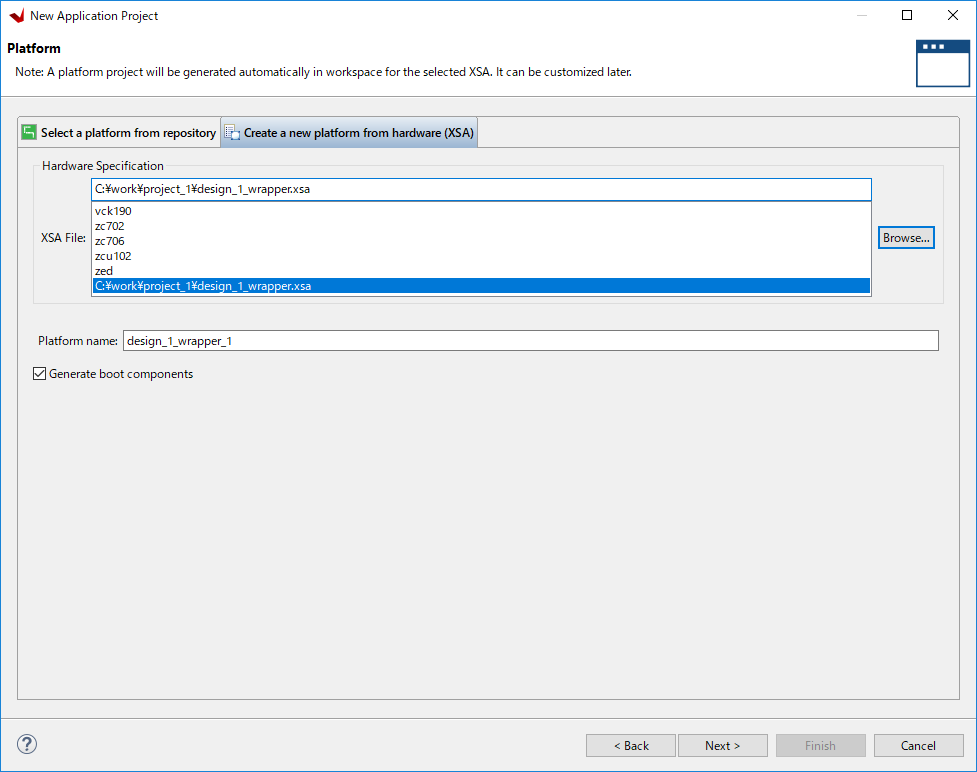 New Application Project
Platform
Note: A platform project will be generated automatically in workspace for the selected XSA. It can be customized later.
Select a platform from repository
Create a new platform from hardware (XSA)
Hardware Specification
C:¥work¥project_1¥design_1_wrapper.xsa
vck190
zc702
zc706
XSA File:
Browse...
zcu102
zed
C:¥work¥project_1¥design_1_wrapper.xsa
Platform name: design_1_wrapper_1
Generate boot components
?
< Back
Next >
Finish
Cancel